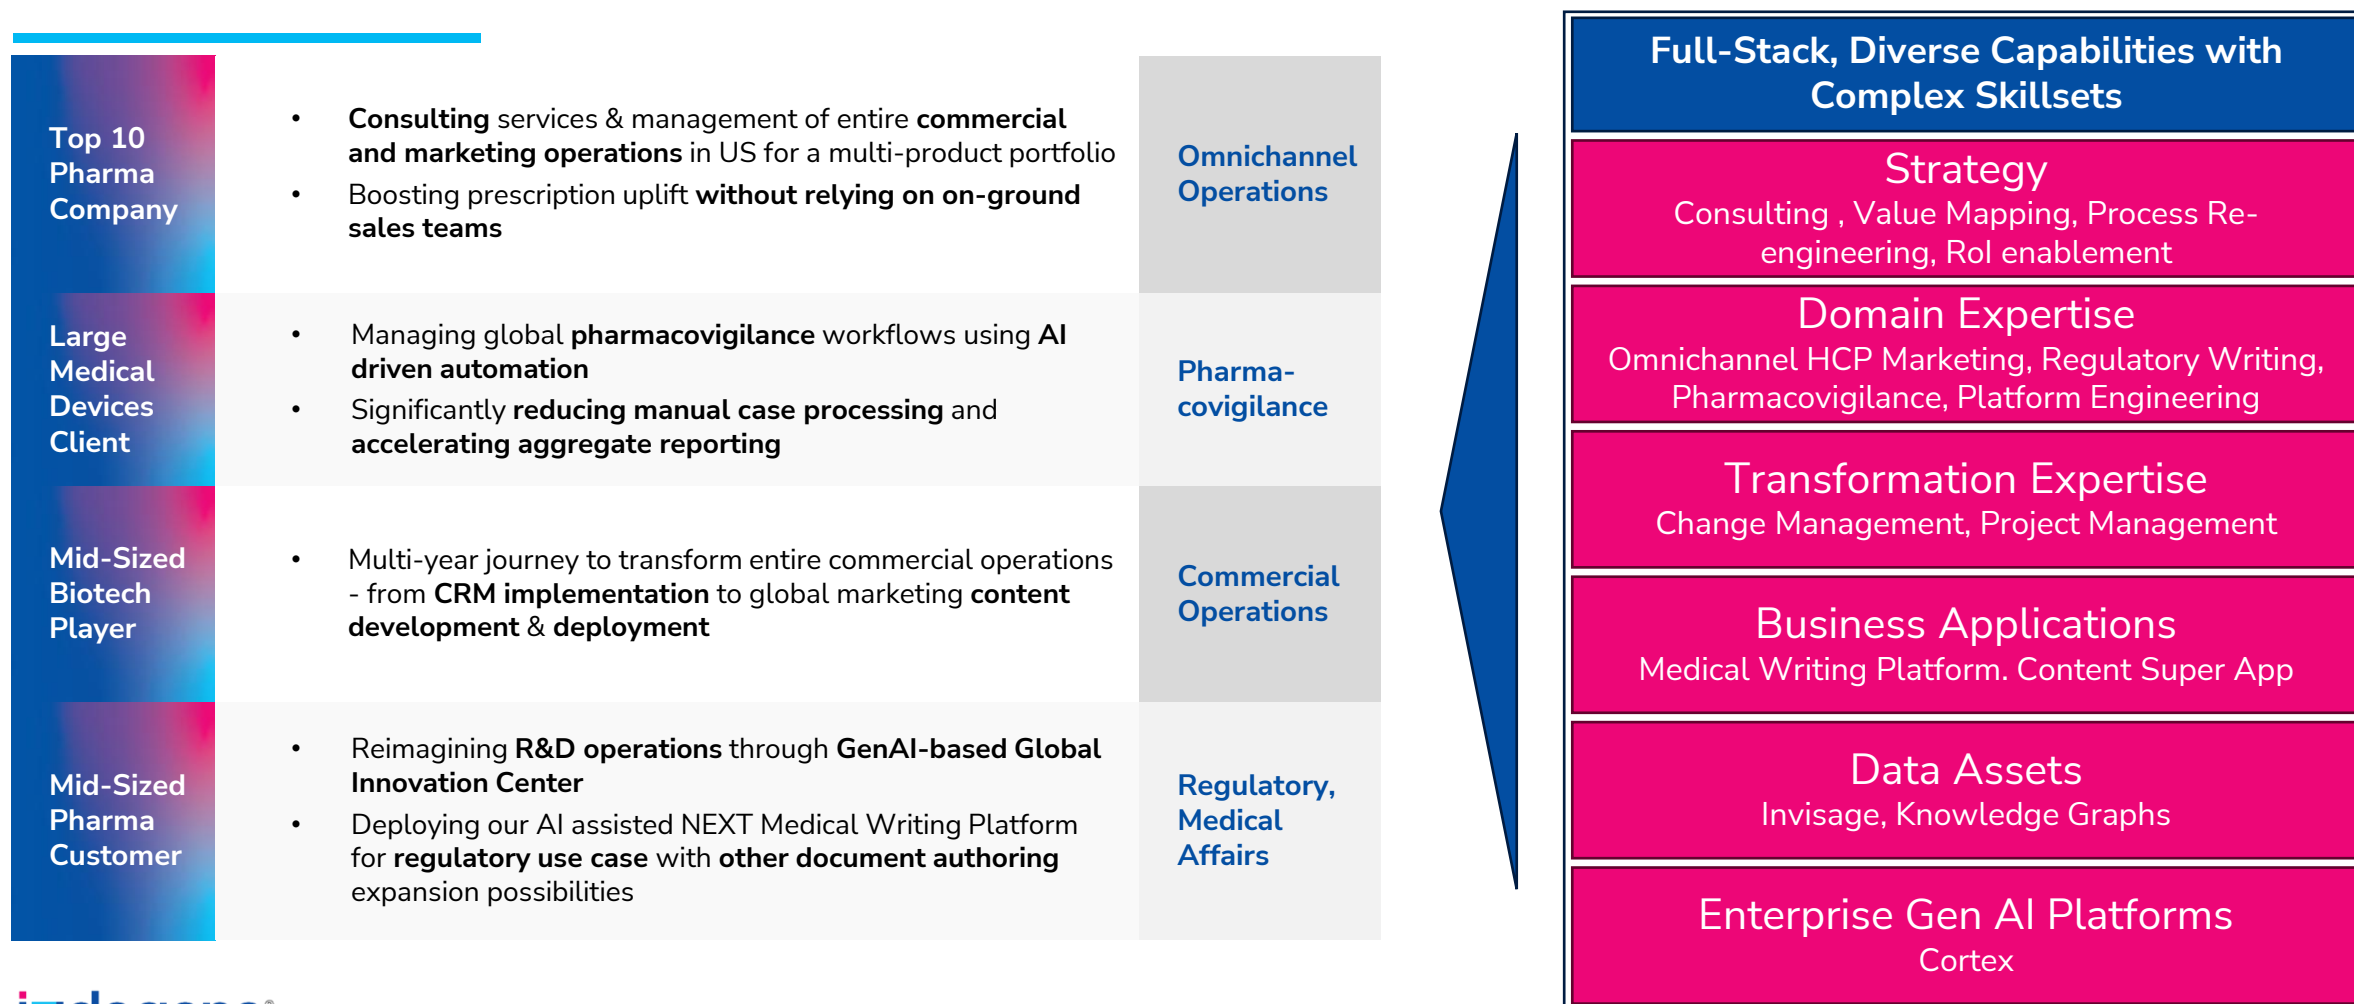 Top 10
Pharma
Company
• Consulting services & management of entire commercial
and marketing operations in US for a multi-product portfolio
• Boosting prescription uplift without relying on on-ground
sales teams
Omnichannel
Operations
Large
Medical
Devices
Client
• Managing global pharmacovigilance workflows using AI
driven automation
• Significantly reducing manual case processing and
accelerating aggregate reporting
Pharma-
covigilance
Mid-Sized
Biotech
Player
• Multi-year journey to transform entire commercial operations
- from CRM implementation to global marketing content
development & deployment
Commercial
Operations
Mid-Sized
Pharma
Customer
• Reimagining R&D operations through GenAI-based Global
Innovation Center
• Deploying our AI assisted NEXT Medical Writing Platform
for regulatory use case with other document authoring
expansion possibilities
Regulatory,
Medical
Affairs
Full-Stack, Diverse Capabilities with
Complex Skillsets
Strategy
Consulting , Value Mapping, Process Re-
engineering, RoI enablement
Domain Expertise
Omnichannel HCP Marketing, Regulatory Writing,
Pharmacovigilance, Platform Engineering
Transformation Expertise
Change Management, Project Management
Business Applications
Medical Writing Platform. Content Super App
Data Assets
Invisage, Knowledge Graphs
Enterprise Gen AI Platforms
Cortex